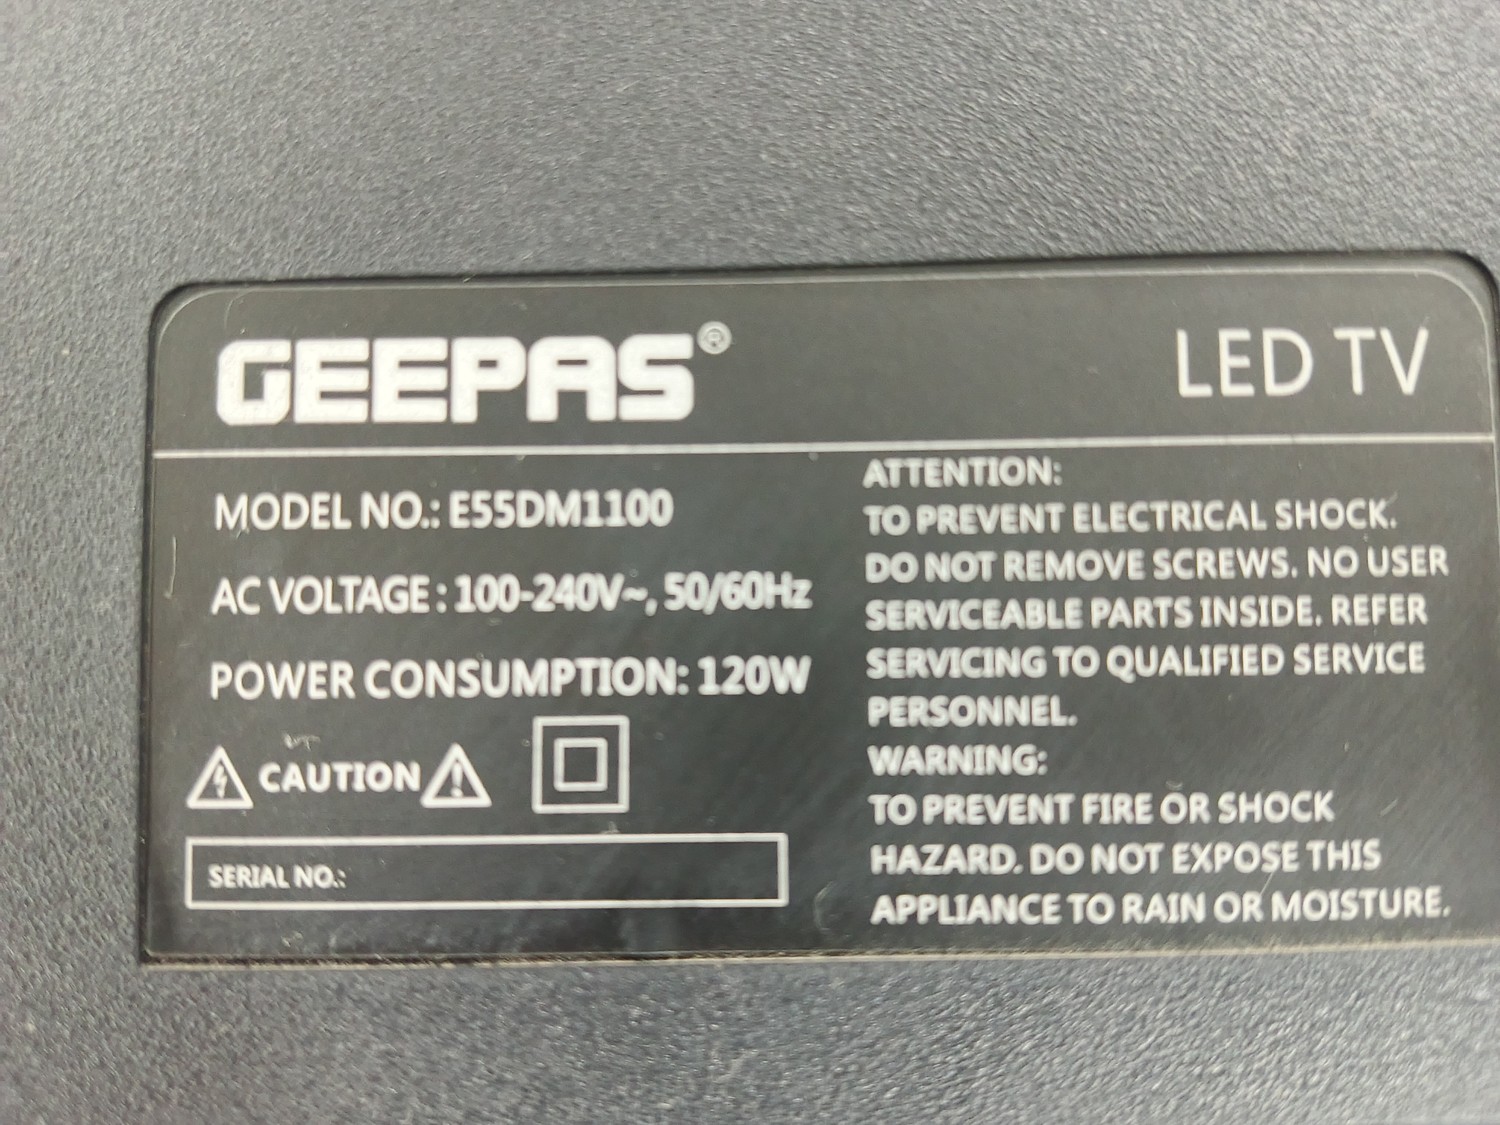 GEEPAS®
LED TV
MODEL NO.: E55DM1100
AC VOLTAGE : 100-240V~, 50/60Hz
POWER CONSUMPTION: 120W
CAUTION
SERIAL NO.:
ATTENTION:
TO PREVENT ELECTRICAL SHOCK.
DO NOT REMOVE SCREWS. NO USER
SERVICEABLE PARTS INSIDE. REFER
SERVICING TO QUALIFIED SERVICE
PERSONNEL.
WARNING:
TO PREVENT FIRE OR SHOCK
HAZARD. DO NOT EXPOSE THIS
APPLIANCE TO RAIN OR MOISTURE.